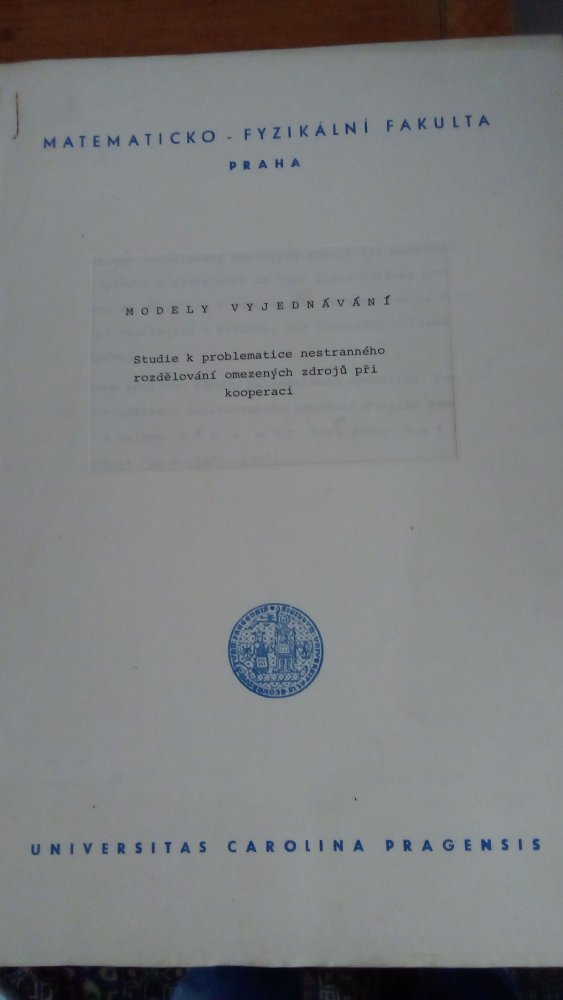 MATEMATICKO - FYZIKÁLNÍ FAKULTA
PRAHA
MODELY VYJEDNÁVÁNÍ
Studie k problematice nestranného
rozdělování omezených zdrojů při
kooperaci
UNIVERSITAS CAROLINA PRAGENSIS